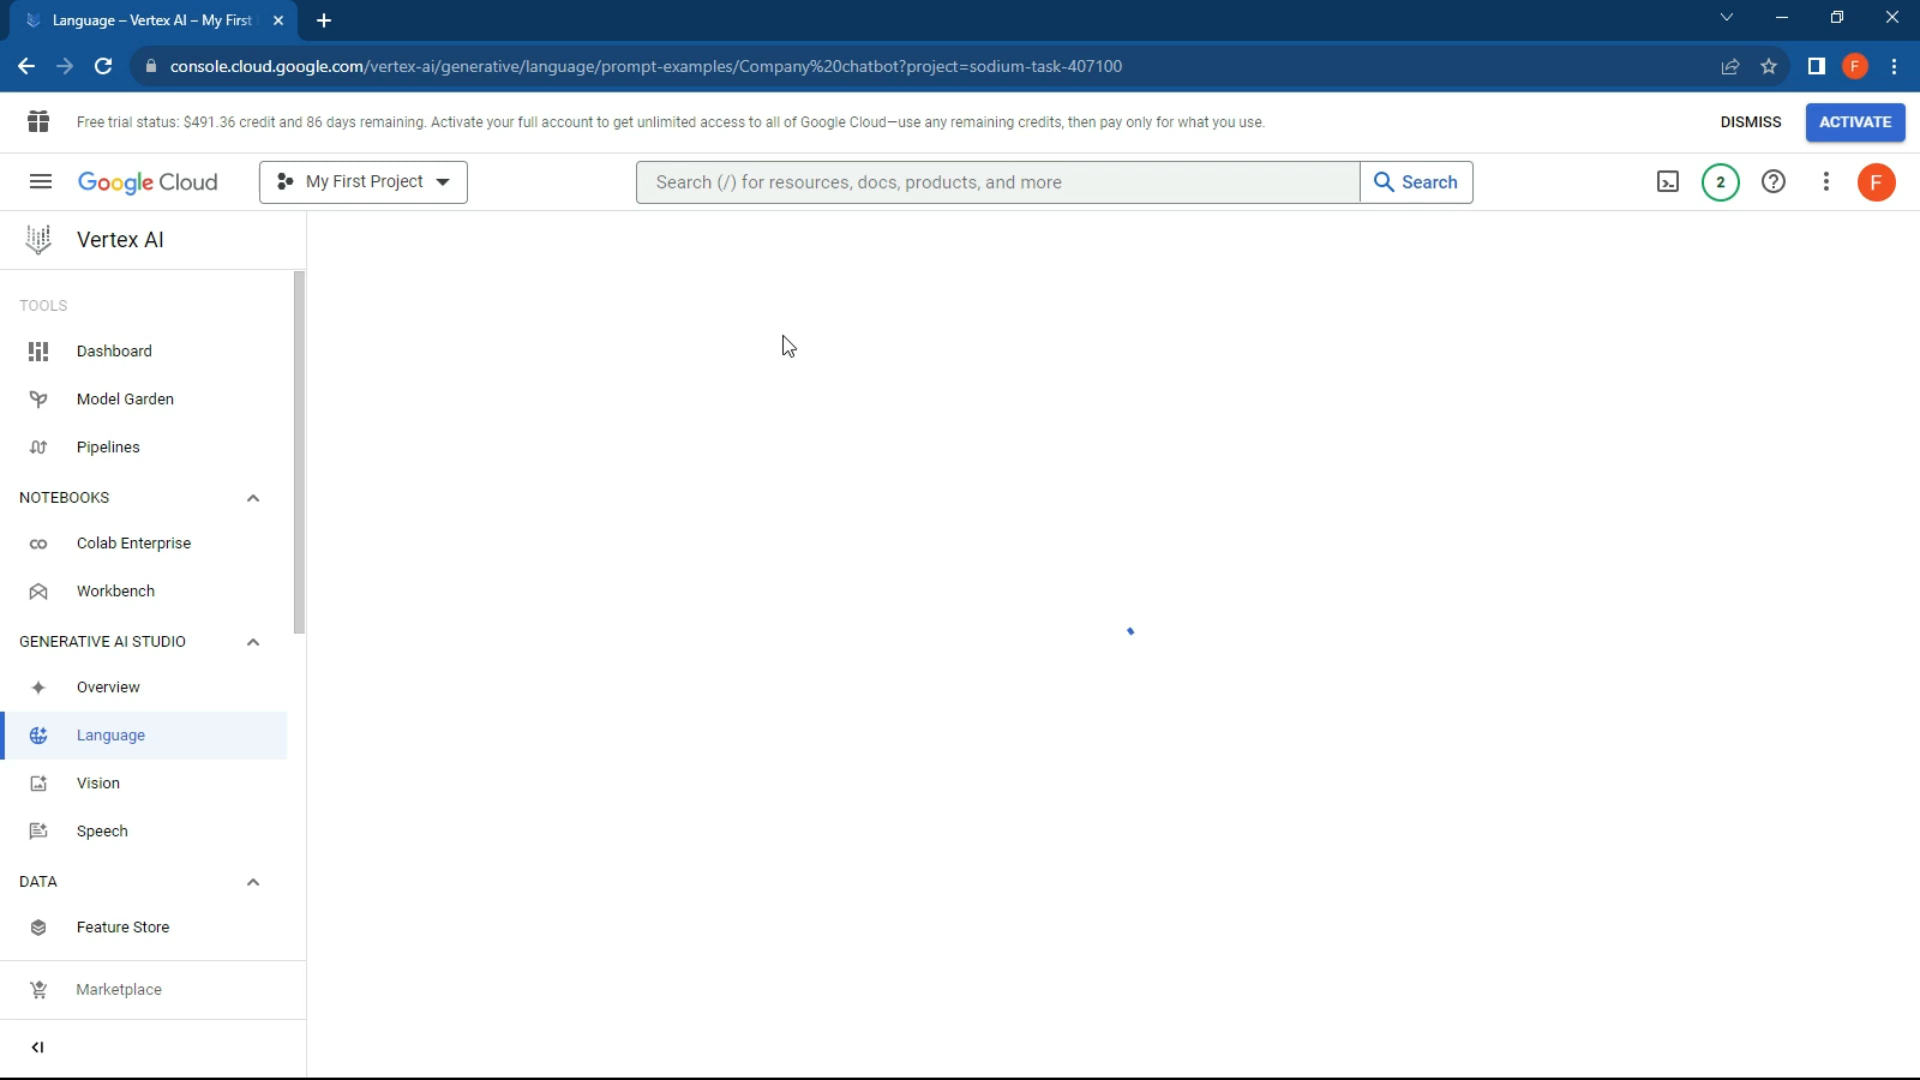 Language – Vertex AI – My First
console.cloud.google.com/vertex-ai/generative/language/prompt-examples/Company%20chatbot?project=sodium-task-407100
F
Free trial status: $491.36 credit and 86 days remaining. Activate your full account to get unlimited access to all of Google Cloud—use any remaining credits, then pay only for what you use.
DISMISS
ACTIVATE
Google Cloud
My First Project
Search (/) for resources, docs, products, and more
Search
2
F
Vertex AI
TOOLS
Dashboard
Model Garden
Pipelines
NOTEBOOKS
Colab Enterprise
Workbench
GENERATIVE AI STUDIO
Overview
Language
Vision
Speech
DATA
Feature Store
Marketplace